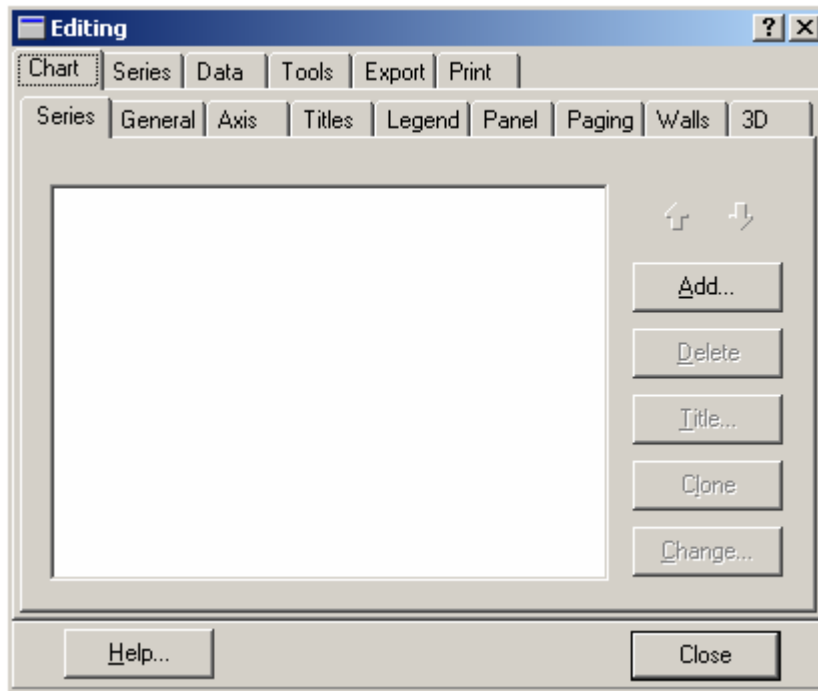 Editing
Chart Series Data Tools Export Print
Series General Axis Titles Legend Panel Paging Walls 3D
Add...
Delete
Title...
Clone
Change...
Help... Close